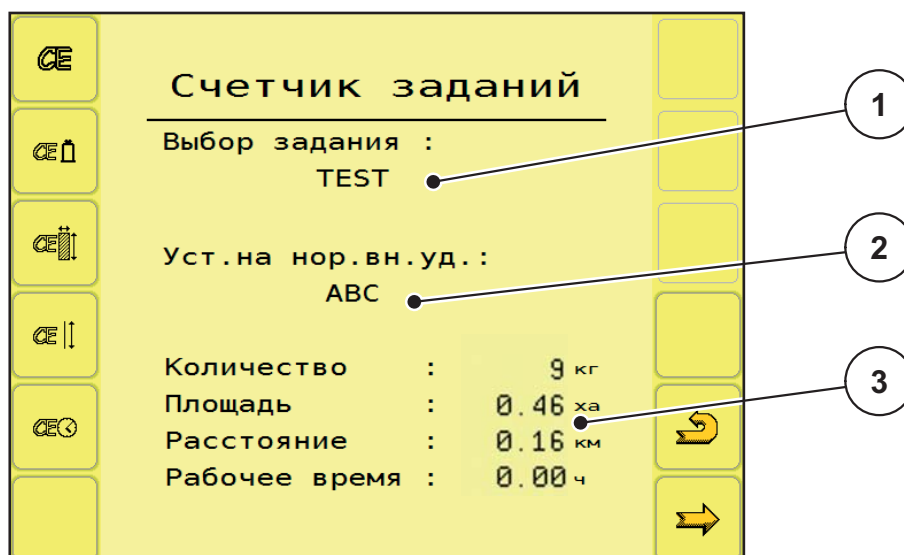 CE
Счетчик заданий
1
CE
Выбор задания :
TEST
CE
Уст.на нор.вн.уд.:
2
ABC
CE
Количество : 9 кг
3
Площадь : 0.46 ха
CE
Расстояние : 0.16 км
Рабочее время : 0.00 ч